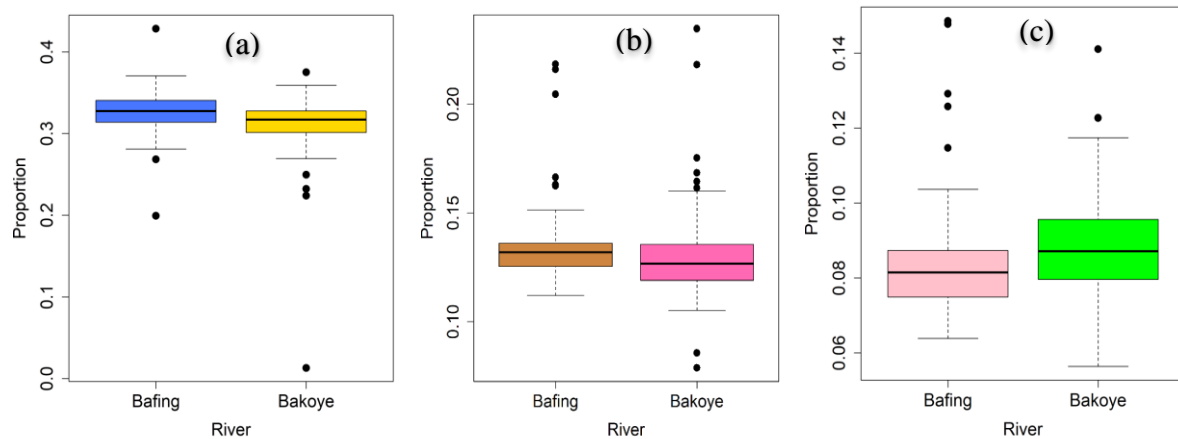 (a)
Proportion
0.4
0.3
0.2
0.1
0.0
Bafing Bakoye
River
(b)
Proportion
0.20
0.15
0.10
Bafing Bakoye
River
(c)
Proportion
0.14
0.12
0.10
0.08
0.06
Bafing Bakoye
River